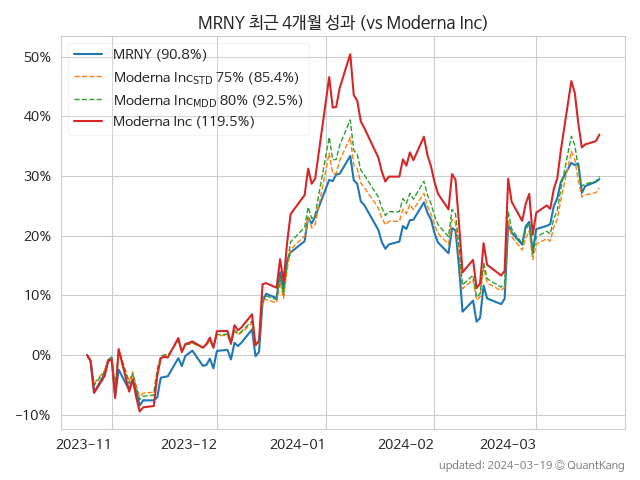 MRNY 최근 4개월 성과 (vs Moderna Inc)
MRNY (90.8%)
Moderna Inc_STD 75% (85.4%)
Moderna Inc_MDD 80% (92.5%)
Moderna Inc (119.5%)
50%
40%
30%
20%
10%
0%
−10%
2023-11 2023-12 2024-01 2024-02 2024-03
updated: 2024-03-19 © QuantKang